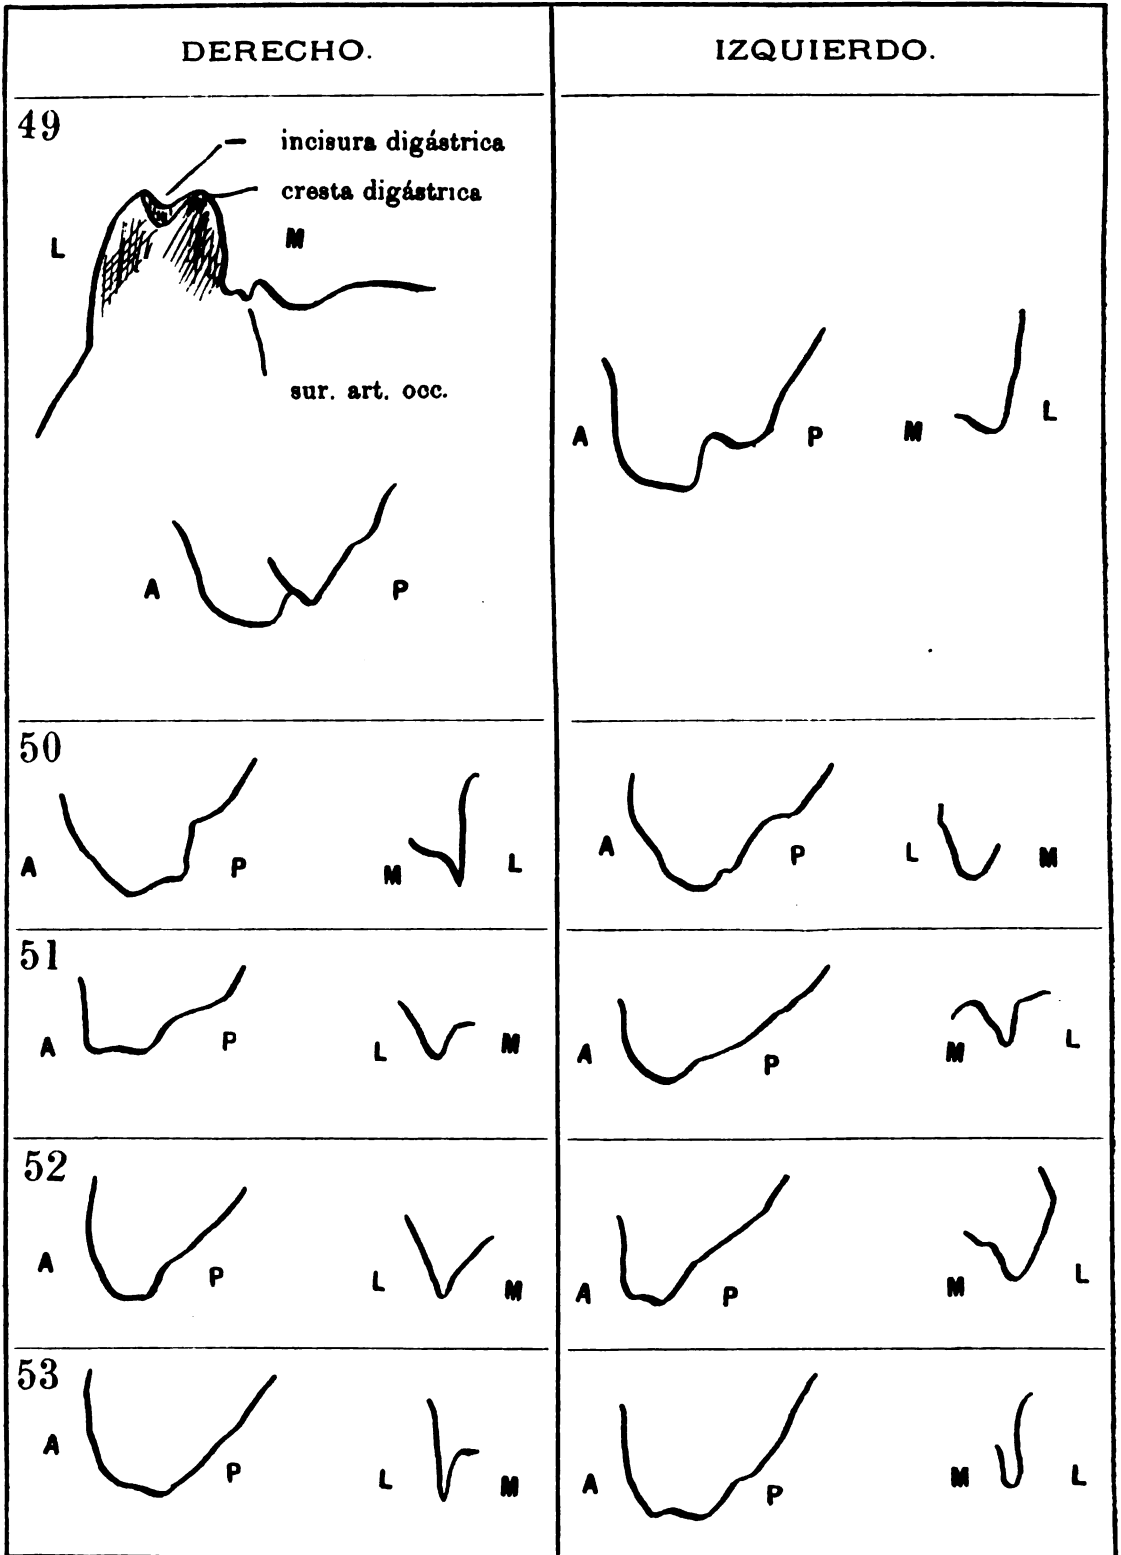 DERECHO.
IZQUIERDO.
49
incisura digástrica
cresta digástrica
L
M
sur. art. occ.
A
P
A
P
M
L
50
A
P
M
L
A
P
L
M
51
A
P
L
M
A
P
M
L
52
A
P
L
M
A
P
M
L
53
A
P
L
M
A
P
M
L